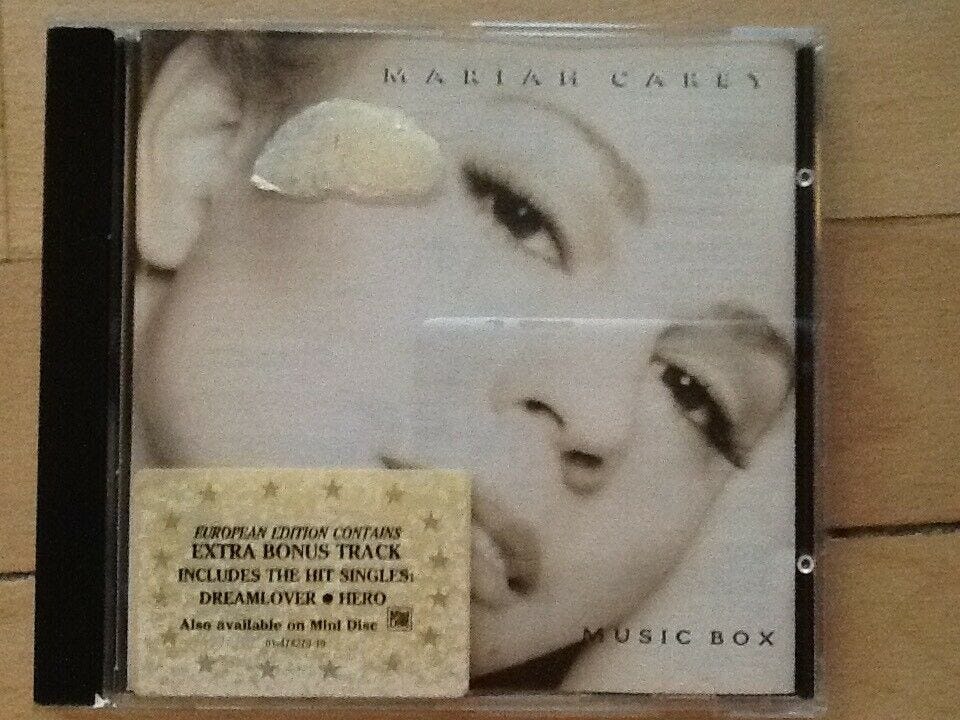 MARIAH CAREY
EUROPEAN EDITION CONTAINS
EXTRA BONUS TRACK
INCLUDES THE HIT SINGLES:
DREAMLOVER ● HERO
Also available on Mini Disc
MUSIC BOX